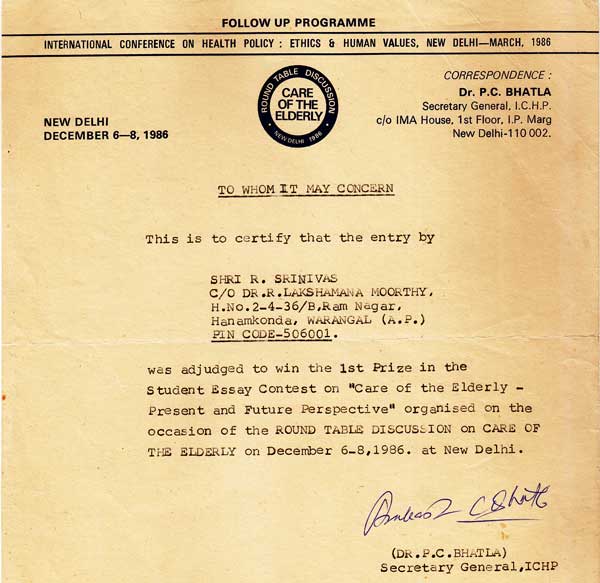 FOLLOW UP PROGRAMME
INTERNATIONAL CONFERENCE ON HEALTH POLICY : ETHICS & HUMAN VALUES, NEW DELHI—MARCH, 1986
ROUND TABLE DISCUSSION
CARE
OF THE
ELDERLY
NEW DELHI 1986
NEW DELHI
DECEMBER 6—8, 1986
CORRESPONDENCE :
Dr. P.C. BHATLA
Secretary General, I.C.H.P.
c/o IMA House, 1st Floor, I.P. Marg
New Delhi-110 002.
TO WHOM IT MAY CONCERN
This is to certify that the entry by
SHRI R. SRINIVAS
C/O DR.R.LAKSHAMANA MOORTHY,
H.No.2-4-36/B,Ram Nagar,
Hanamkonda, WARANGAL (A.P.)
PIN CODE-506001.
was adjudged to win the 1st Prize in the
Student Essay Contest on "Care of the Elderly -
Present and Future Perspective" organised on the
occasion of the ROUND TABLE DISCUSSION on CARE OF
THE ELDERLY on December 6-8,1986. at New Delhi.
(DR.P.C.BHATLA)
Secretary General,ICHP